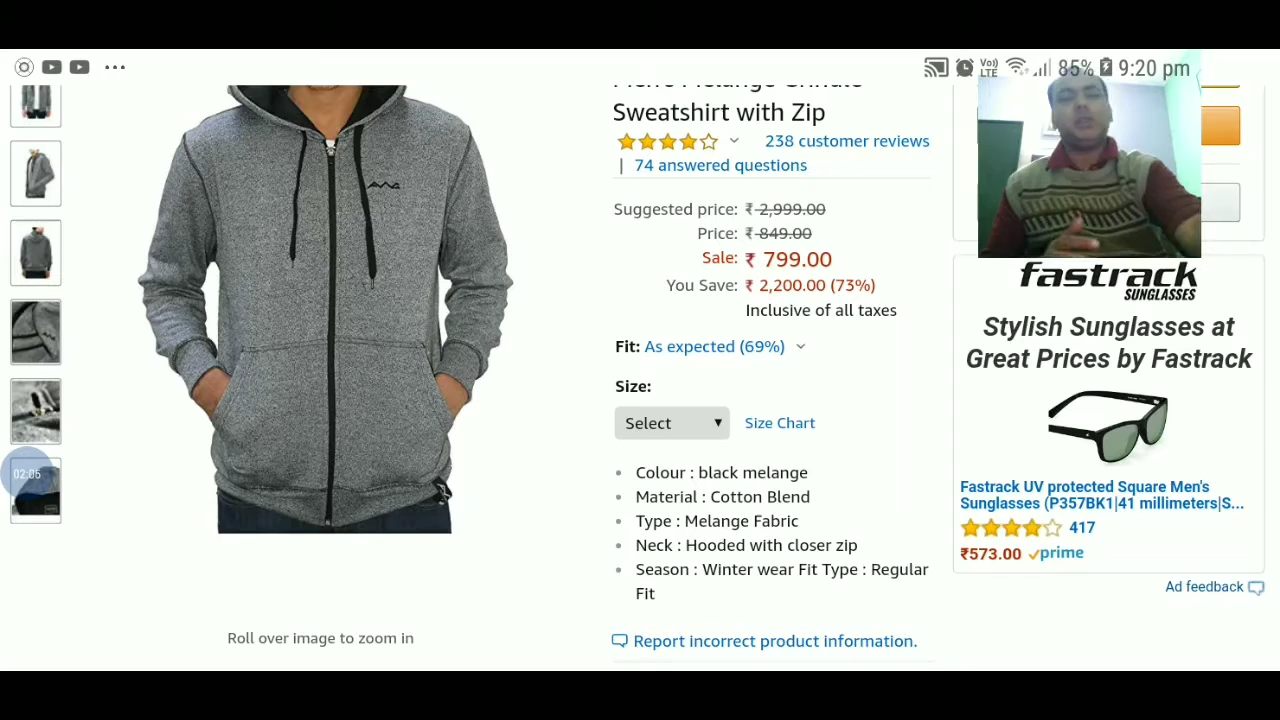 Vo))
LTE
85%
9:20 pm
Sweatshirt with Zip
238 customer reviews
| 74 answered questions
Suggested price: ₹ 2,999.00
Price: ₹ 849.00
Sale: ₹ 799.00
You Save: ₹ 2,200.00 (73%)
Inclusive of all taxes
Fit: As expected (69%)
Size:
Select
Size Chart
• Colour : black melange
• Material : Cotton Blend
• Type : Melange Fabric
• Neck : Hooded with closer zip
• Season : Winter wear Fit Type : Regular
Fit
Report incorrect product information.
02:05
Roll over image to zoom in
fastrack
SUNGLASSES
Stylish Sunglasses at
Great Prices by Fastrack
Fastrack UV protected Square Men's
Sunglasses (P357BK1|41 millimeters|S...
417
₹573.00 prime
Ad feedback